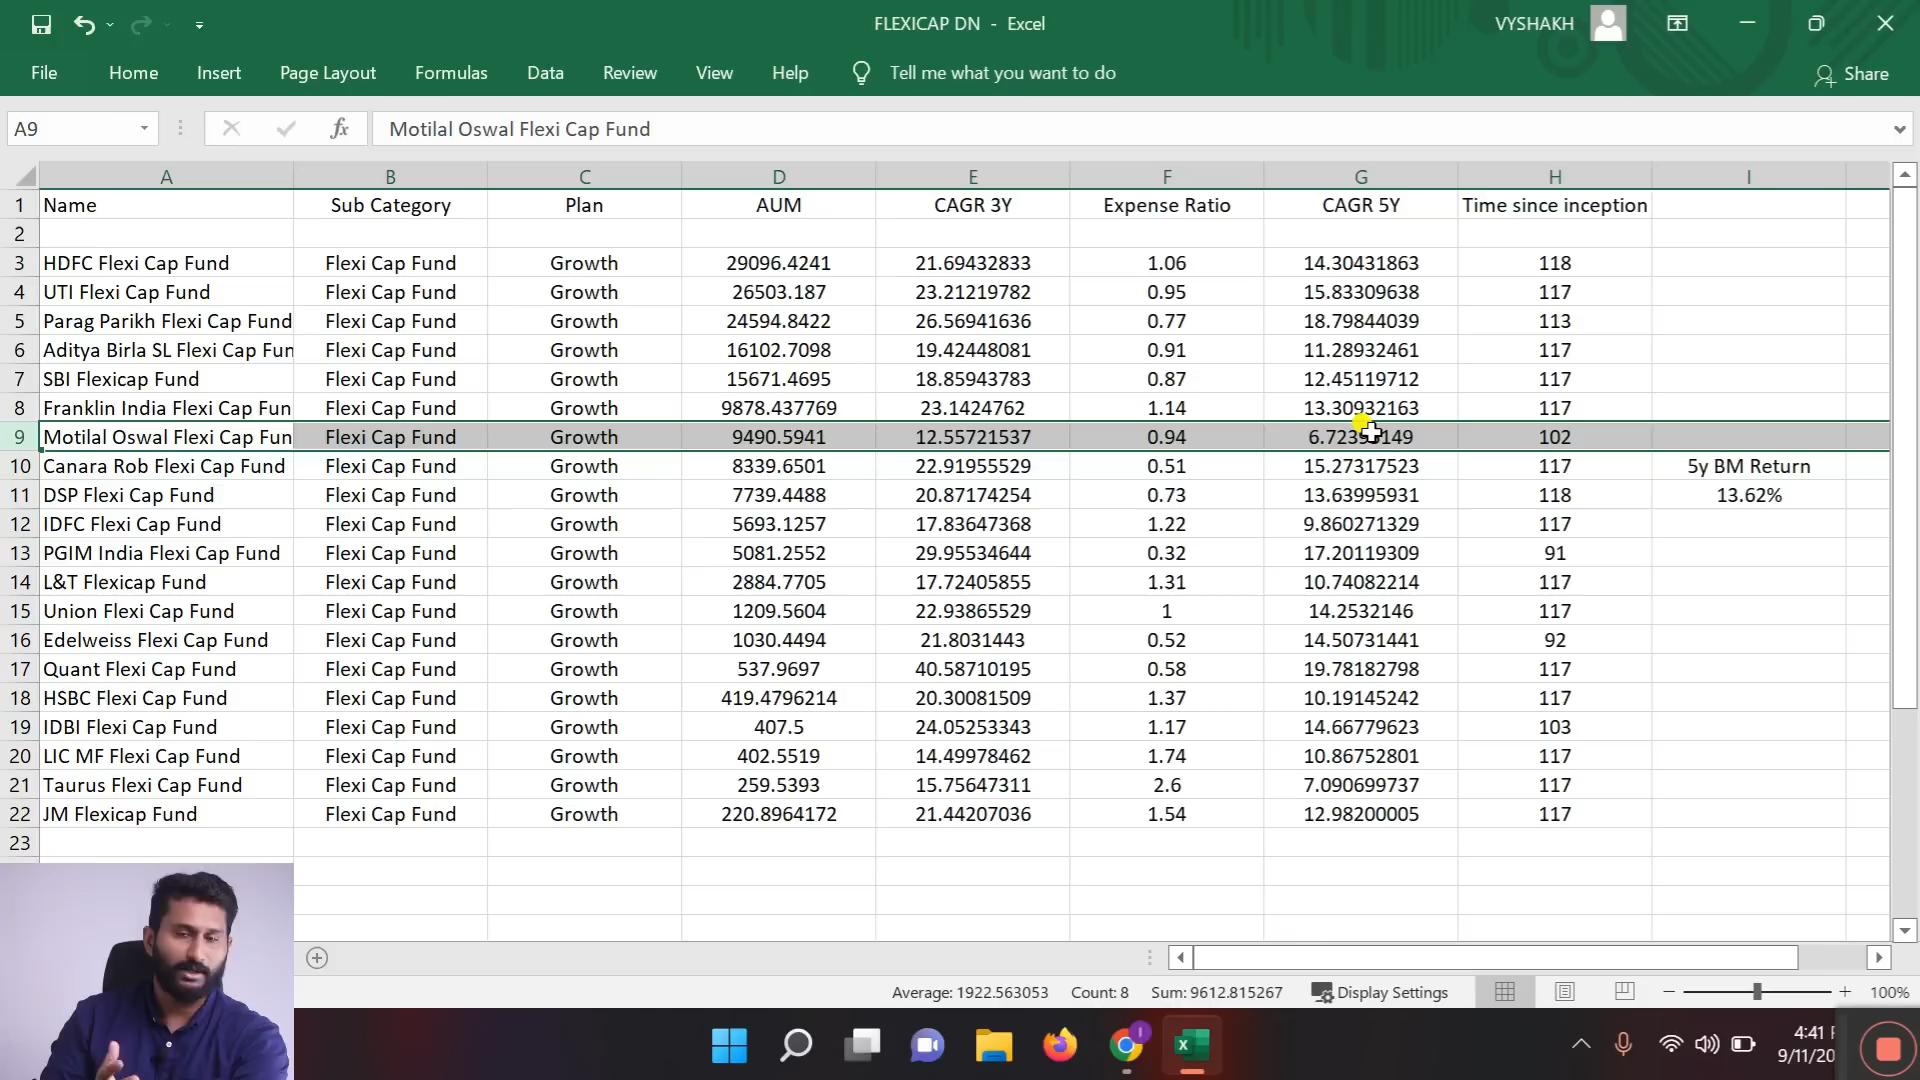 FLEXICAP DN - Excel
VYSHAKH
File Home Insert Page Layout Formulas Data Review View Help Tell me what you want to do Share
A9 fx Motilal Oswal Flexi Cap Fund
A B C D E F G H I
1 Name Sub Category Plan AUM CAGR 3Y Expense Ratio CAGR 5Y Time since inception
2
3 HDFC Flexi Cap Fund Flexi Cap Fund Growth 29096.4241 21.69432833 1.06 14.30431863 118
4 UTI Flexi Cap Fund Flexi Cap Fund Growth 26503.187 23.21219782 0.95 15.83309638 117
5 Parag Parikh Flexi Cap Fund Flexi Cap Fund Growth 24594.8422 26.56941636 0.77 18.79844039 113
6 Aditya Birla SL Flexi Cap Fun Flexi Cap Fund Growth 16102.7098 19.42448081 0.91 11.28932461 117
7 SBI Flexicap Fund Flexi Cap Fund Growth 15671.4695 18.85943783 0.87 12.45119712 117
8 Franklin India Flexi Cap Fun Flexi Cap Fund Growth 9878.437769 23.1424762 1.14 13.30932163 117
9 Motilal Oswal Flexi Cap Fun Flexi Cap Fund Growth 9490.5941 12.55721537 0.94 102
10 Canara Rob Flexi Cap Fund Flexi Cap Fund Growth 8339.6501 22.91955529 0.51 15.27317523 117 5y BM Return
11 DSP Flexi Cap Fund Flexi Cap Fund Growth 7739.4488 20.87174254 0.73 13.63995931 118 13.62%
12 IDFC Flexi Cap Fund Flexi Cap Fund Growth 5693.1257 17.83647368 1.22 9.860271329 117
13 PGIM India Flexi Cap Fund Flexi Cap Fund Growth 5081.2552 29.95534644 0.32 17.20119309 91
14 L&T Flexicap Fund Flexi Cap Fund Growth 2884.7705 17.72405855 1.31 10.74082214 117
15 Union Flexi Cap Fund Flexi Cap Fund Growth 1209.5604 22.93865529 1 14.2532146 117
16 Edelweiss Flexi Cap Fund Flexi Cap Fund Growth 1030.4494 21.8031443 0.52 14.50731441 92
17 Quant Flexi Cap Fund Flexi Cap Fund Growth 537.9697 40.58710195 0.58 19.78182798 117
18 HSBC Flexi Cap Fund Flexi Cap Fund Growth 419.4796214 20.30081509 1.37 10.19145242 117
19 IDBI Flexi Cap Fund Flexi Cap Fund Growth 407.5 24.05253343 1.17 14.66779623 103
20 LIC MF Flexi Cap Fund Flexi Cap Fund Growth 402.5519 14.49978462 1.74 10.86752801 117
21 Taurus Flexi Cap Fund Flexi Cap Fund Growth 259.5393 15.75647311 2.6 7.090699737 117
22 JM Flexicap Fund Flexi Cap Fund Growth 220.8964172 21.44207036 1.54 12.98200005 117
23
Average: 1922.563053 Count: 8 Sum: 9612.815267 Display Settings 100%
4:41
9/11/20